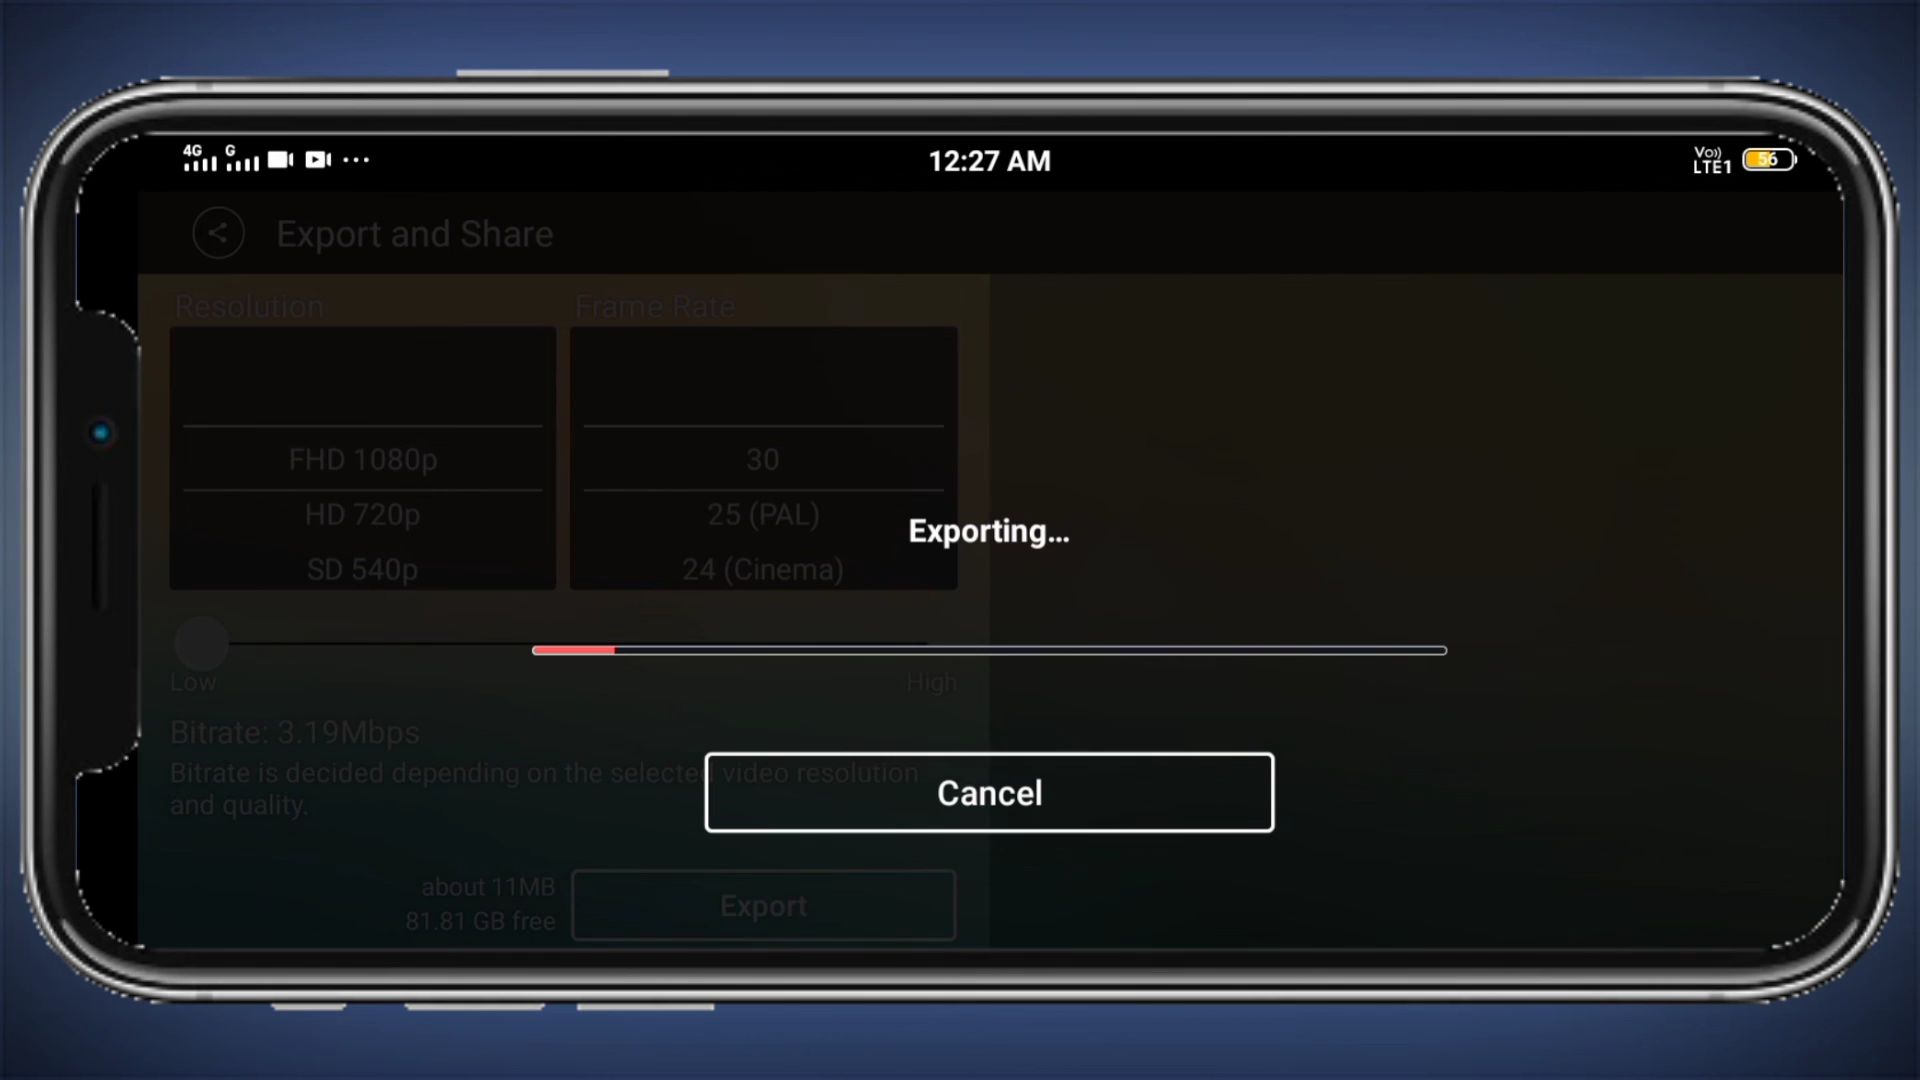 4G G
12:27 AM
Vo)) LTE1 56
Export and Share
Resolution
Frame Rate
FHD 1080p
HD 720p
SD 540p
30
25 (PAL)
24 (Cinema)
Exporting...
Low
High
Bitrate: 3.19Mbps
Bitrate is decided depending on the selected video resolution
and quality.
Cancel
about 11MB
81.81 GB free
Export